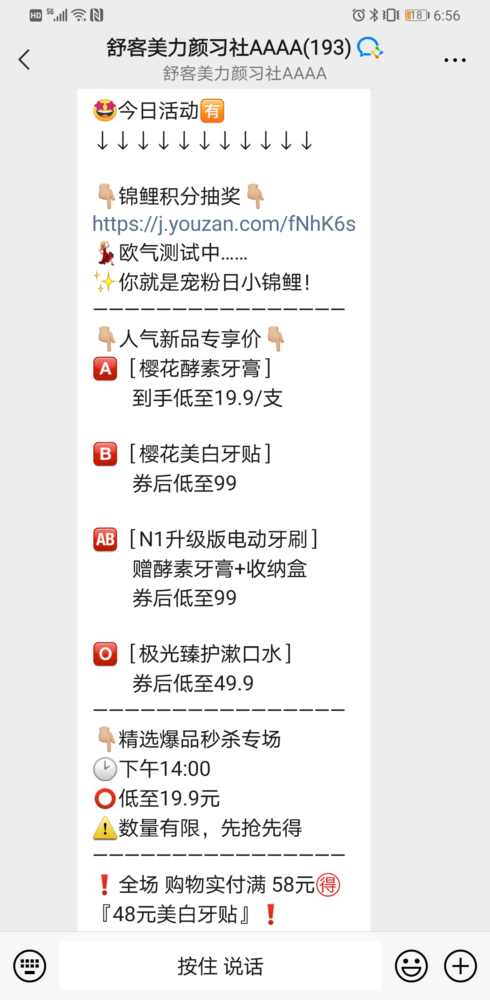 HD 5G 18 6:56
舒客美力颜习社AAAA(193)
舒客美力颜习社AAAA
🤩今日活动🈶
↓↓↓↓↓↓↓↓↓↓↓
👇🏼锦鲤积分抽奖👇🏼
https://j.youzan.com/fNhK6s
💃🏼欧气测试中……
✨你就是宠粉日小锦鲤！
————————————————
👇🏼人气新品专享价👇🏼
🅰［樱花酵素牙膏］
到手低至19.9/支
🅱［樱花美白牙贴］
券后低至99
🆎［N1升级版电动牙刷］
赠酵素牙膏+收纳盒
券后低至99
🅾［极光臻护漱口水］
券后低至49.9
————————————————
👇🏼精选爆品秒杀专场
🕑下午14:00
⭕低至19.9元
⚠数量有限，先抢先得
————————————————
❗全场 购物实付满 58元🉐
『48元美白牙贴』❗
按住 说话